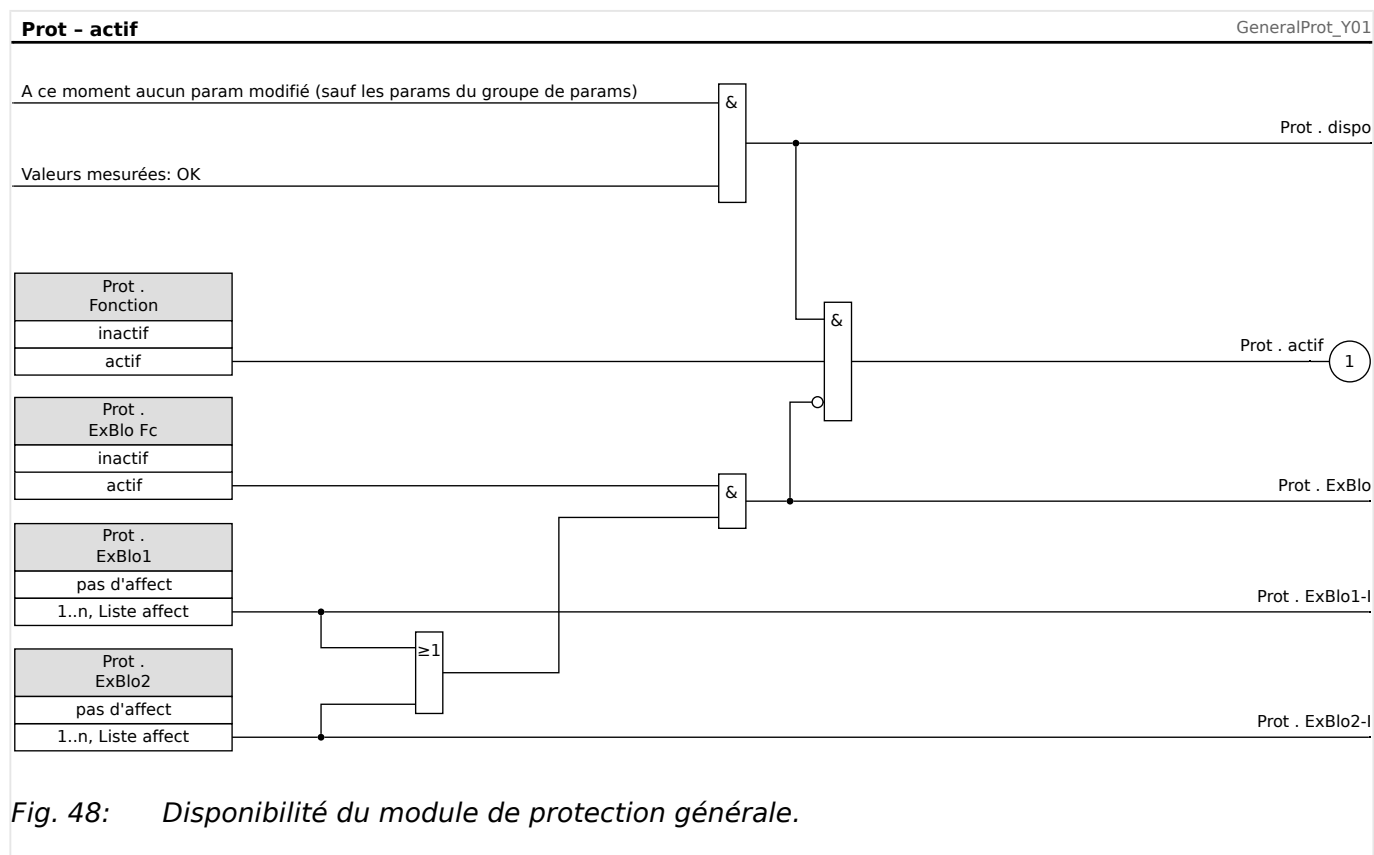 Prot – actif
GeneralProt_Y01
A ce moment aucun param modifié (sauf les params du groupe de params)
&
Prot . dispo
Valeurs mesurées: OK
Prot .
Fonction
inactif
actif
&
Prot . actif
1
Prot .
ExBlo Fc
inactif
actif
&
Prot . ExBlo
Prot .
ExBlo1
pas d'affect
1..n, Liste affect
Prot . ExBlo1-I
≥1
Prot .
ExBlo2
pas d'affect
1..n, Liste affect
Prot . ExBlo2-I
Fig. 48: Disponibilité du module de protection générale.